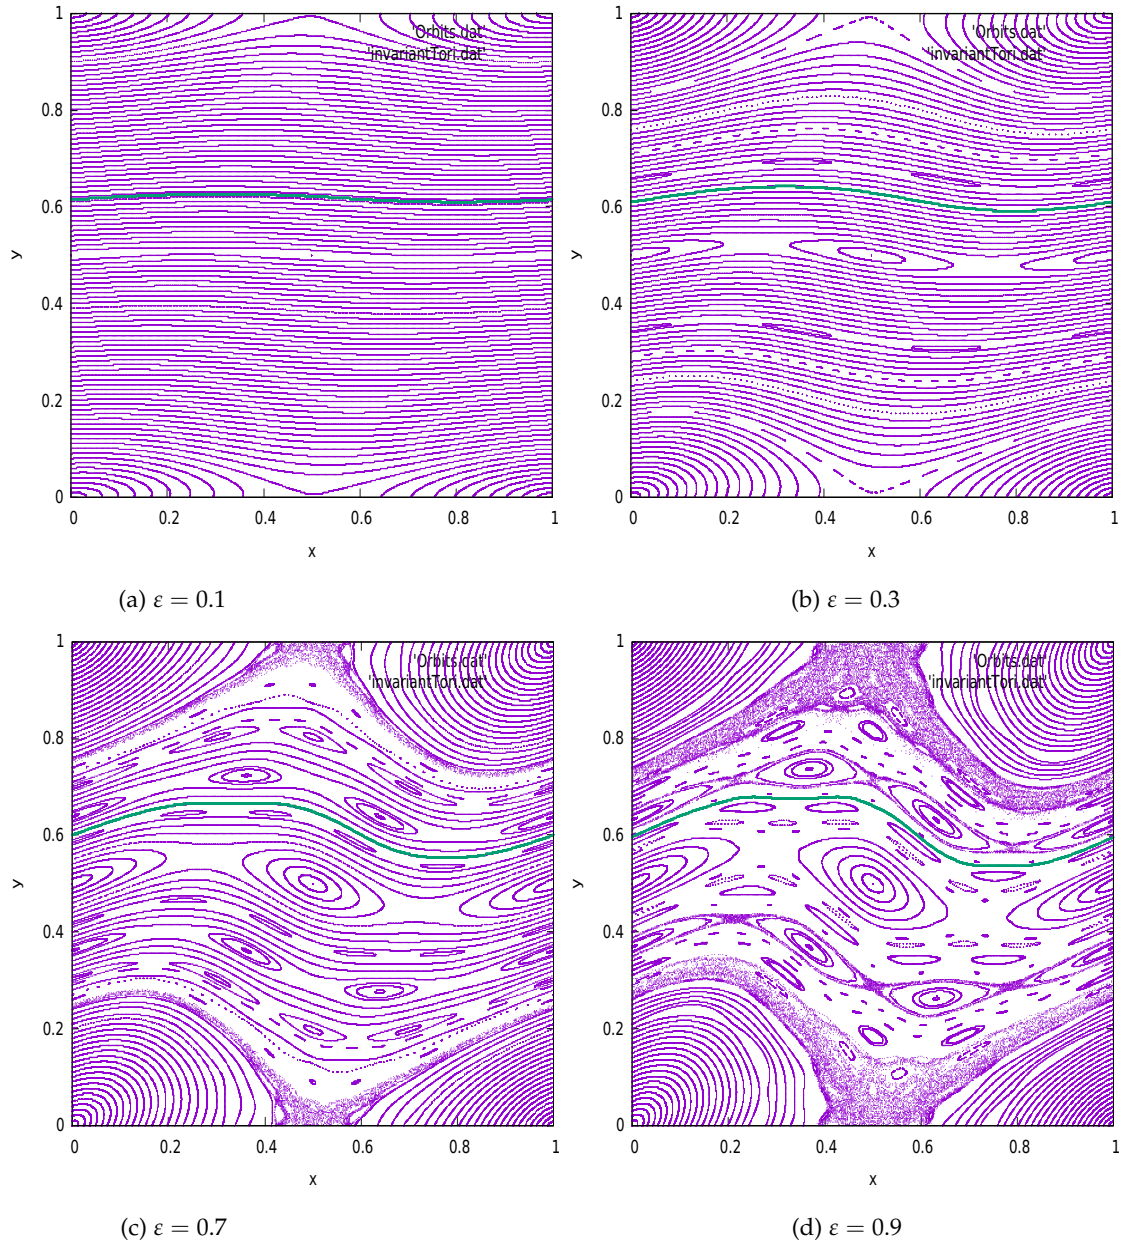 1
0.8
0.6
0.4
0.2
0
y
'Orbits.dat'
'invariantTori.dat'
0 0.2 0.4 0.6 0.8 1
x
(a) ε = 0.1
1
0.8
0.6
0.4
0.2
0
y
'Orbits.dat'
'invariantTori.dat'
0 0.2 0.4 0.6 0.8 1
x
(b) ε = 0.3
1
0.8
0.6
0.4
0.2
0
y
'Orbits.dat'
'invariantTori.dat'
0 0.2 0.4 0.6 0.8 1
x
(c) ε = 0.7
1
0.8
0.6
0.4
0.2
0
y
'Orbits.dat'
'invariantTori.dat'
0 0.2 0.4 0.6 0.8 1
x
(d) ε = 0.9